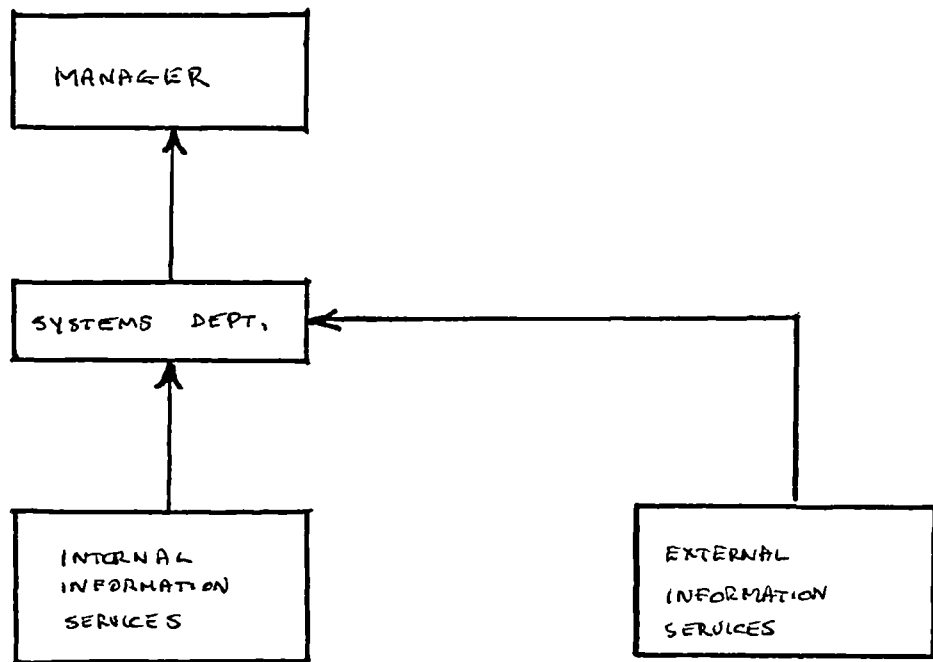 MANAGER
SYSTEMS DEPT.
INTERNAL
INFORMATION
SERVICES
EXTERNAL
INFORMATION
SERVICES